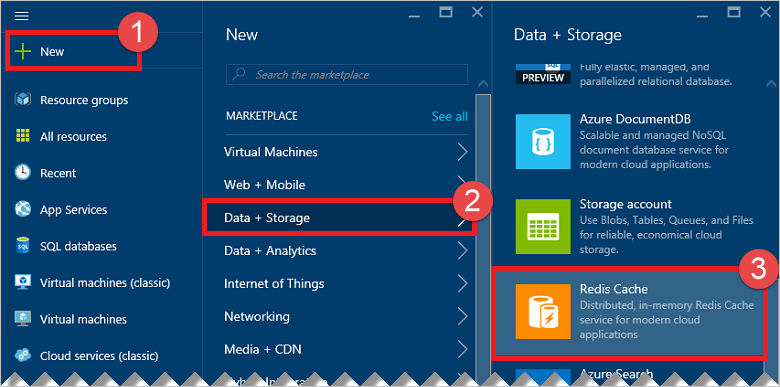 1
New
Resource groups
All resources
Recent
App Services
SQL databases
Virtual machines (classic)
Virtual machines
Cloud services (classic)
New
Search the marketplace
MARKETPLACE
See all
Virtual Machines
Web + Mobile
2
Data + Storage
Data + Analytics
Internet of Things
Networking
Media + CDN
Data + Storage
PREVIEW
Fully elastic, managed, and
parallelized relational database.
Azure DocumentDB
Scalable and managed NoSQL
document database service for
modern cloud applications.
Storage account
Use Blobs, Tables, Queues, and Files
for reliable, economical cloud
storage.
3
Redis Cache
Distributed, in-memory Redis Cache
service for modern cloud
applications
Azure Search